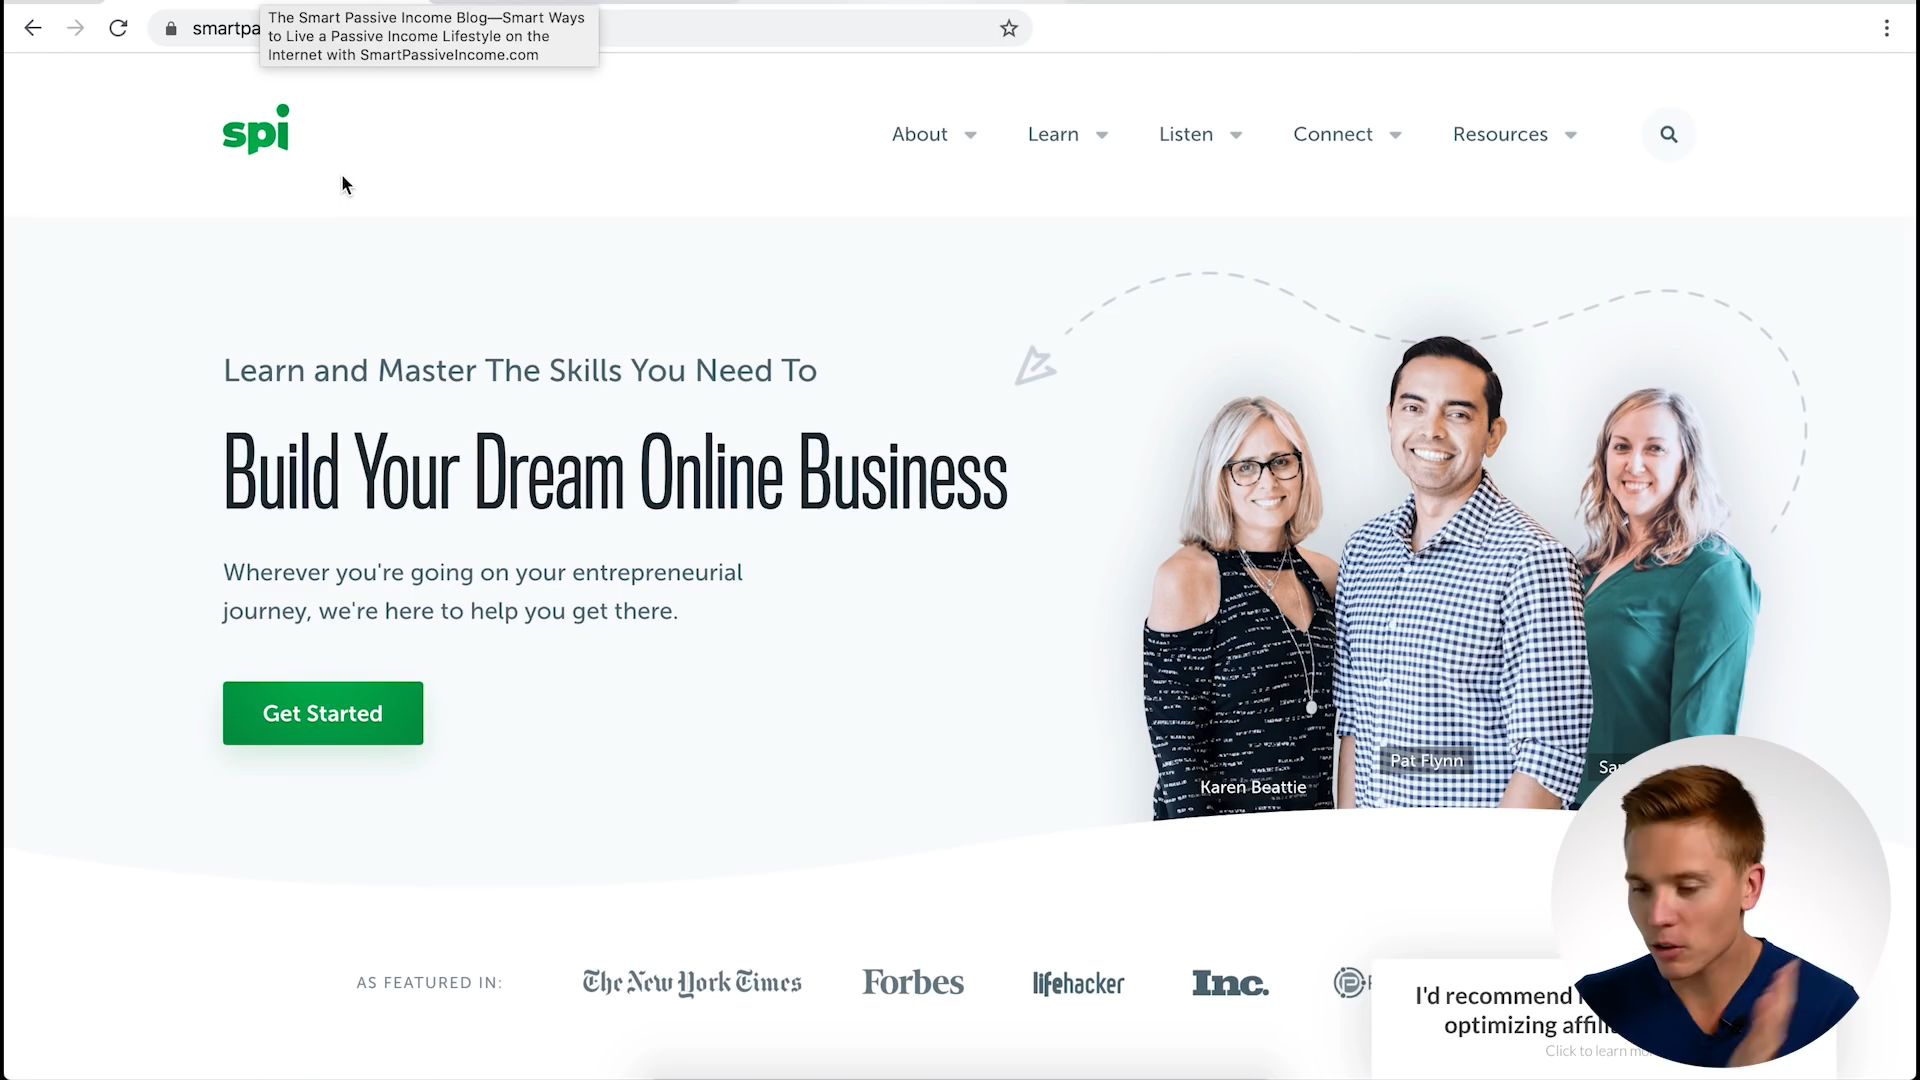 smartpa
The Smart Passive Income Blog—Smart Ways
to Live a Passive Income Lifestyle on the
Internet with SmartPassiveIncome.com
spi
About
Learn
Listen
Connect
Resources
Learn and Master The Skills You Need To
Build Your Dream Online Business
Wherever you're going on your entrepreneurial
journey, we're here to help you get there.
Get Started
Karen Beattie
Pat Flynn
AS FEATURED IN:
The New York Times
Forbes
lifehacker
Inc.
I'd recommend
optimizing
Click to learn